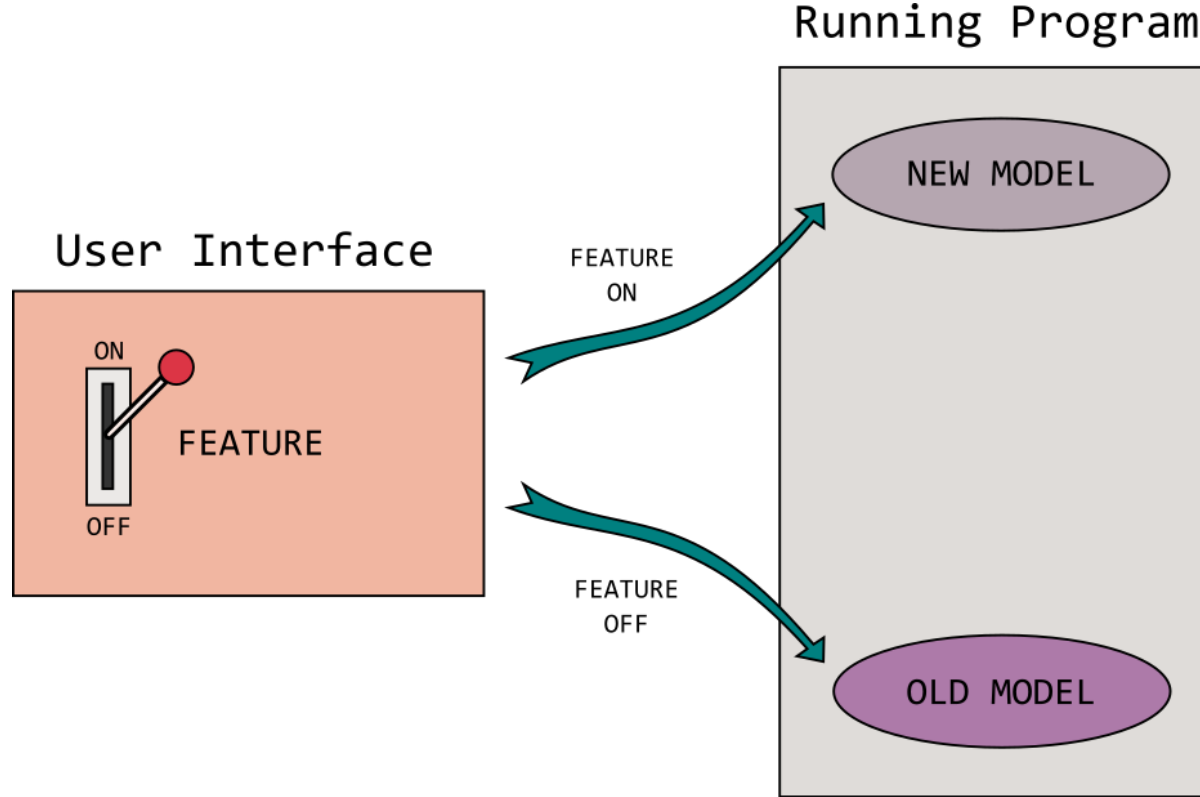 Running Program
NEW MODEL
User Interface
FEATURE
ON
ON
FEATURE
OFF
FEATURE
OFF
OLD MODEL